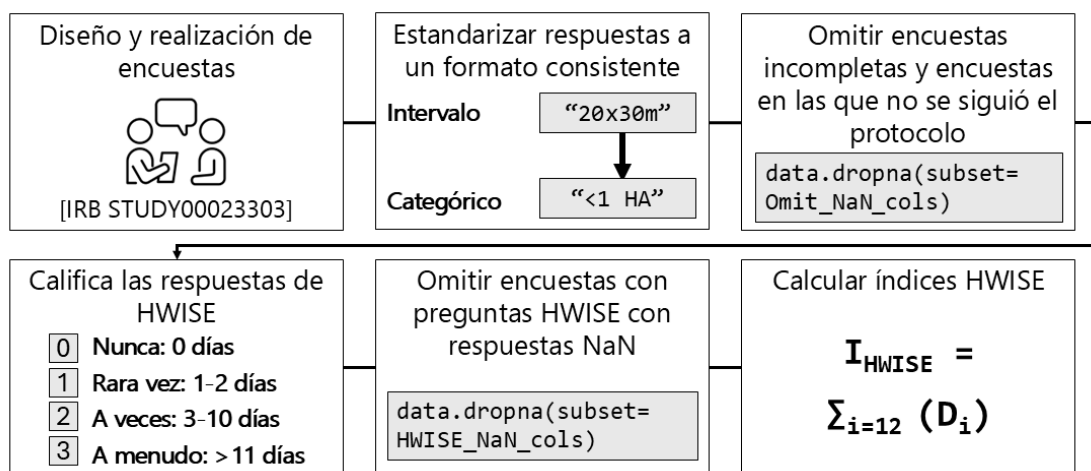 Diseño y realización de
encuestas
[IRB STUDY00023303]
Estandarizar respuestas a
un formato consistente
Intervalo
“20x30m”
Categórico
“<1 HA”
Omitir encuestas
incompletas y encuestas
en las que no se siguió el
protocolo
data.dropna(subset=
Omit_NaN_cols)
Califica las respuestas de
HWISE
0 Nunca: 0 días
1 Rara vez: 1-2 días
2 A veces: 3-10 días
3 A menudo: >11 días
Omitir encuestas con
preguntas HWISE con
respuestas NaN
data.dropna(subset=
HWISE_NaN_cols)
Calcular índices HWISE
I_HWISE =
Σ_i=12 (D_i)